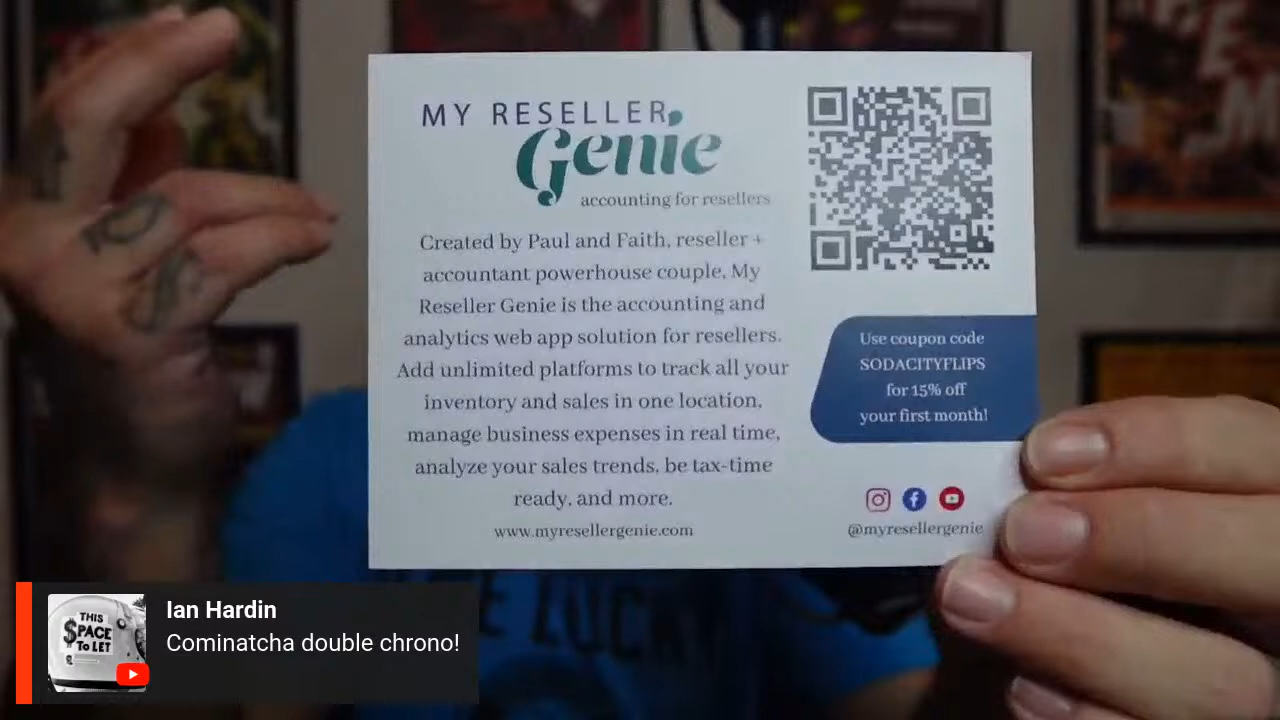 MY RESELLER
Genie
accounting for resellers
Created by Paul and Faith, reseller +
accountant powerhouse couple, My
Reseller Genie is the accounting and
analytics web app solution for resellers.
Add unlimited platforms to track all your
inventory and sales in one location,
manage business expenses in real time,
analyze your sales trends, be tax-time
ready, and more.
www.myresellergenie.com
Use coupon code
SODACITYFLIPS
for 15% off
your first month!
@myresellergenie
THIS
$PACE
To LET
Ian Hardin
Cominatcha double chrono!